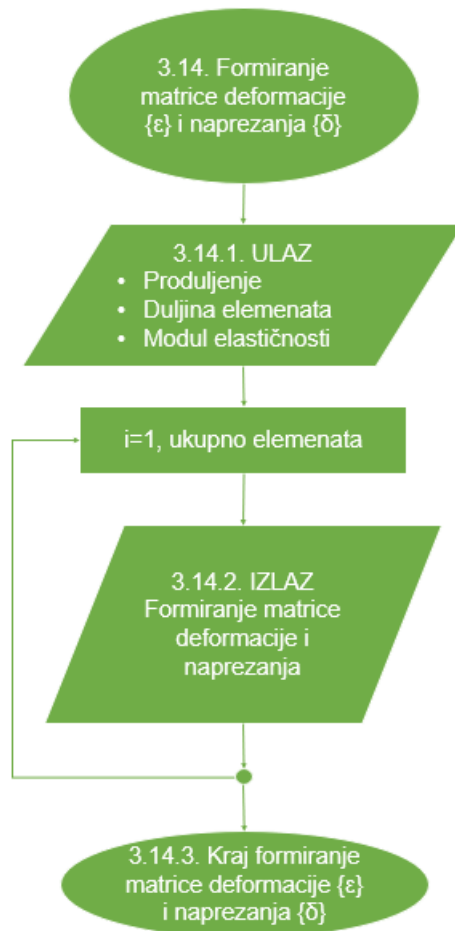 3.14. Formiranje
matrice deformacije
{ε} i naprezanja {δ}
3.14.1. ULAZ
• Produljenje
• Duljina elemenata
• Modul elastičnosti
i=1, ukupno elemenata
3.14.2. IZLAZ
Formiranje matrice
deformacije i
naprezanja
3.14.3. Kraj formiranje
matrice deformacije {ε}
i naprezanja {δ}